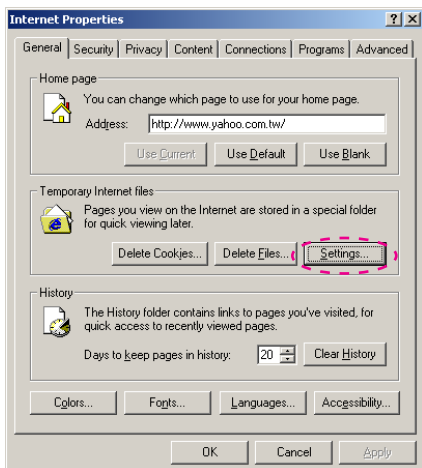 Internet Properties
General Security Privacy Content Connections Programs Advanced
Home page
You can change which page to use for your home page.
Address: http://www.yahoo.com.tw/
Use Current Use Default Use Blank
Temporary Internet files
Pages you view on the Internet are stored in a special folder
for quick viewing later.
Delete Cookies... Delete Files... Settings...
History
The History folder contains links to pages you've visited, for
quick access to recently viewed pages.
Days to keep pages in history: 20 Clear History
Colors... Fonts... Languages... Accessibility...
OK Cancel Apply